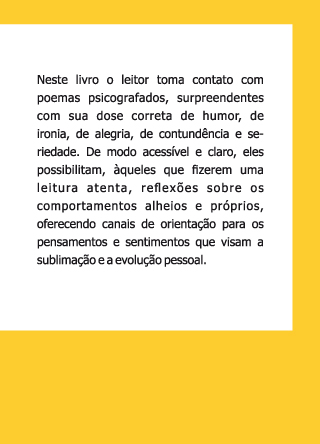 Neste livro o leitor toma contato com
poemas psicografados, surpreendentes
com sua dose correta de humor, de
ironia, de alegria, de contundência e se-
riedade. De modo acessível e claro, eles
possibilitam, àqueles que fizerem uma
leitura atenta, reflexões sobre os
comportamentos alheios e próprios,
oferecendo canais de orientação para os
pensamentos e sentimentos que visam a
sublimação e a evolução pessoal.